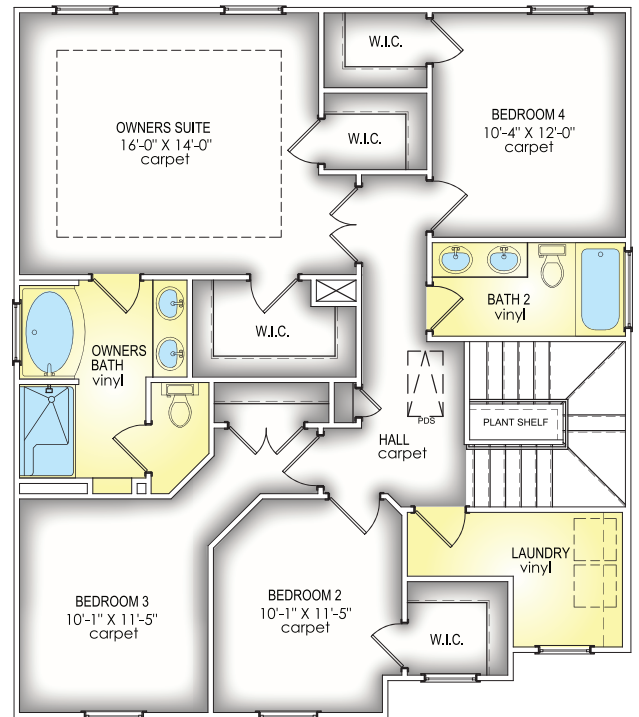 W.I.C.
OWNERS SUITE
16'-0" X 14'-0"
carpet
BEDROOM 4
10'-4" X 12'-0"
carpet
W.I.C.
BATH 2
vinyl
W.I.C.
OWNERS
BATH
vinyl
PDS
PLANT SHELF
HALL
carpet
LAUNDRY
vinyl
BEDROOM 3
10'-1" X 11'-5"
carpet
BEDROOM 2
10'-1" X 11'-5"
carpet
W.I.C.